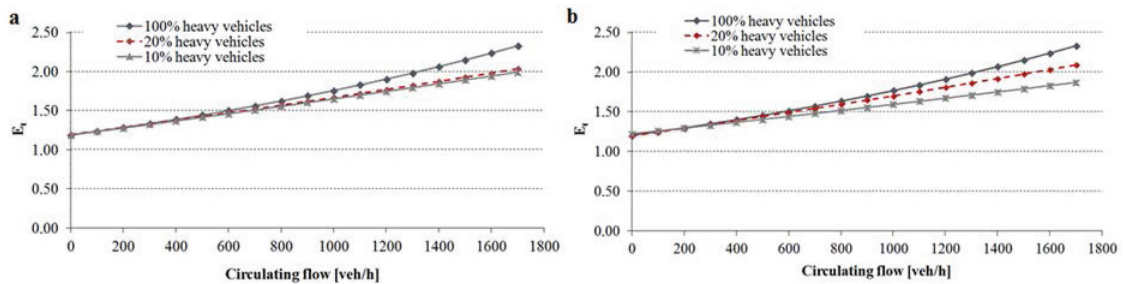 a
100% heavy vehicles
20% heavy vehicles
10% heavy vehicles
2.50
2.00
1.50
1.00
0.50
0.00
Et
0 200 400 600 800 1000 1200 1400 1600 1800
Circulating flow [veh/h]
b
100% heavy vehicles
20% heavy vehicles
10% heavy vehicles
2.50
2.00
1.50
1.00
0.50
0.00
Et
0 200 400 600 800 1000 1200 1400 1600 1800
Circulating flow [veh/h]